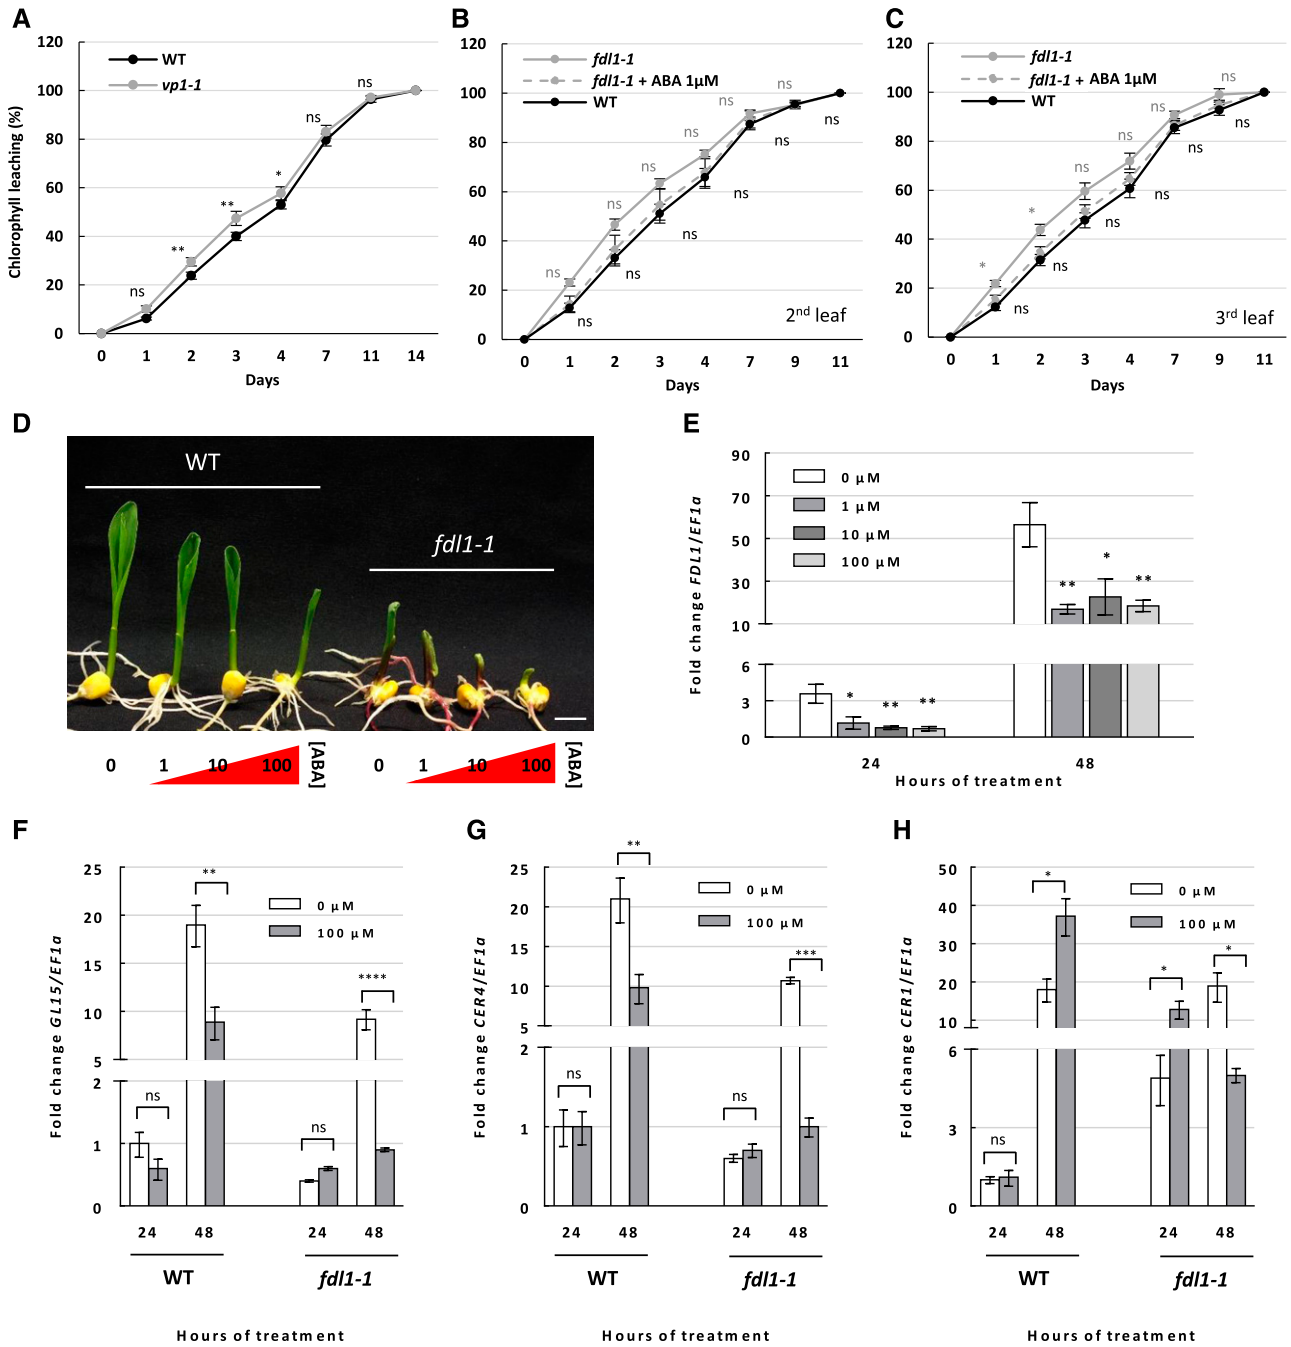 A
Chlorophyll leaching (%)
120
100
80
60
40
20
0
WT
vp1-1
ns
**
**
*
ns
ns
0 1 2 3 4 7 11 14
Days
B
120
100
80
60
40
20
0
fdl1-1
fdl1-1 + ABA 1µM
WT
ns ns ns ns ns ns
ns ns ns ns ns ns
2nd leaf
0 1 2 3 4 7 9 11
Days
C
120
100
80
60
40
20
0
fdl1-1
fdl1-1 + ABA 1µM
WT
* * ns ns ns ns
ns ns ns ns ns
3rd leaf
0 1 2 3 4 7 9 11
Days
D
WT
fdl1-1
0 1 10 100 [ABA]
0 1 10 100 [ABA]
E
Fold change FDL1/EF1a
90
70
50
30
10
6
3
0
0 µM
1 µM
10 µM
100 µM
* ** **
** * **
24 48
Hours of treatment
F
Fold change GL15/EF1a
25
20
15
10
5
2
1
0
0 µM
100 µM
ns ** ns ****
24 48 24 48
WT fdl1-1
Hours of treatment
G
Fold change CER4/EF1a
25
20
15
10
5
2
1
0
0 µM
100 µM
ns ** ns ***
24 48 24 48
WT fdl1-1
Hours of treatment
H
Fold change CER1/EF1a
50
40
30
20
10
6
3
0
0 µM
100 µM
ns * * *
24 48 24 48
WT fdl1-1
Hours of treatment